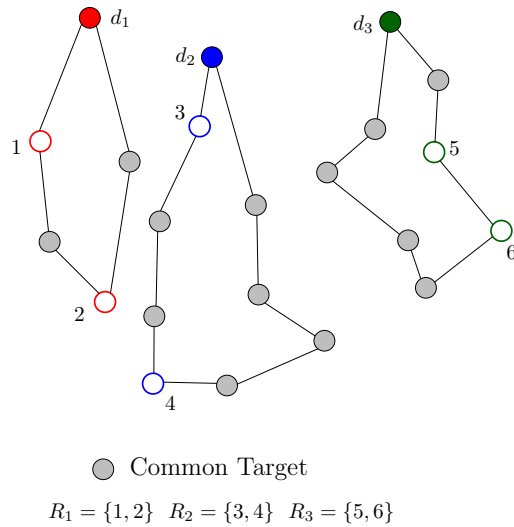 d₁
d₂
d₃
3
1
5
6
2
4
Common Target
R₁ = {1, 2} R₂ = {3, 4} R₃ = {5, 6}